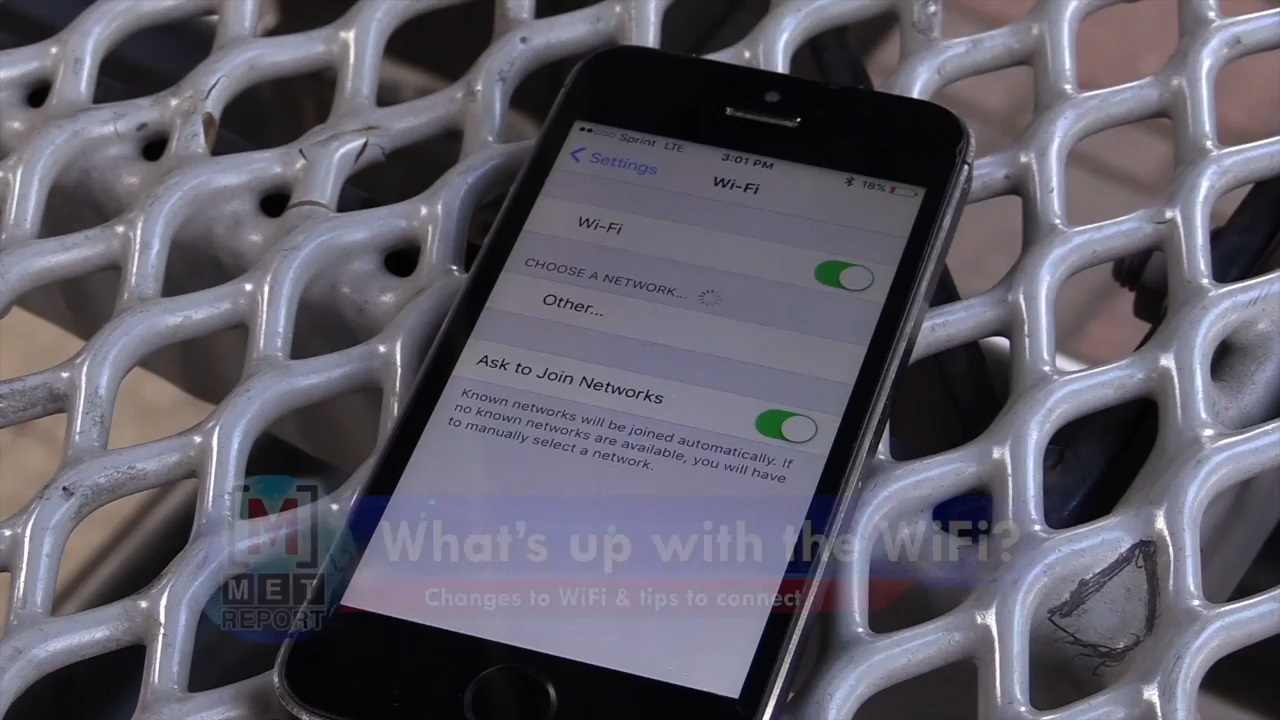 Sprint LTE 3:01 PM 18%
Settings
Wi-Fi
Wi-Fi
CHOOSE A NETWORK...
Other...
Ask to Join Networks
Known networks will be joined automatically. If
no known networks are available, you will have
to manually select a network.
[M]
MET
REPORT
What's up with the WiFi?
Changes to WiFi & tips to connect